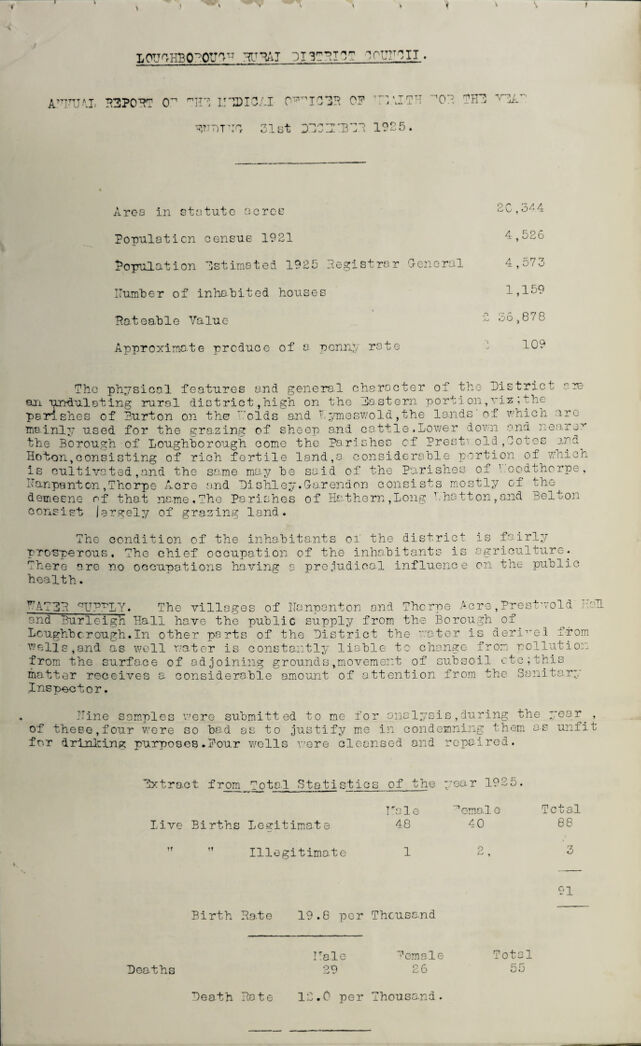 LOUGHBOROUGH RURAL DISTRICT COUNCIL.
ANNUAL REPORT OF THE MEDICAL OFFICER OF HEALTH FOR THE YEAR
ENDING 31st DECEMBER 1925.
Area in statute acres 20,344
Population census 1921 4,526
Population Estimated 1925 Registrar General 4,573
Number of inhabited houses 1,159
Rateable Value £ 36,878
Approximate produce of a penny rate £ 109
The physical features and general character of the District are
an undulating rural district,high on the Eastern portion,viz;the
parishes of Burton on the Wolds and Wymeswold,the lands of which are
mainly used for the grazing of sheep and cattle.Lower down and nearer
the Borough of Loughborough come the Parishes of Prestwold,Cotes and
Hoton,consisting of rich fertile land,a considerable portion of which
is cultivated,and the same may be said of the Parishes of Woodthorpe,
Nanpanton,Thorpe Acre and Dishley.Garendon consists mostly of the
demesne of that name.The Parishes of Hathern,Long Whatton,and Belton
consist largely of grazing land.
The condition of the inhabitants of the district is fairly
prosperous. The chief occupation of the inhabitants is agriculture.
There are no occupations having a prejudical influence on the public
health.
WATER SUPPLY. The villages of Nanpanton and Thorpe Acre,Prestwold Hall
and Burleigh Hall have the public supply from the Borough of
Loughborough.In other parts of the District the water is derived from
wells,and as well water is constantly liable to change from pollution
from the surface of adjoining grounds,movement of subsoil etc;this
matter receives a considerable amount of attention from the Sanitary
Inspector.
Nine samples were submitted to me for analysis,during the year ,
of these,four were so bad as to justify me in condemning them as unfit
for drinking purposes.Four wells were cleansed and repaired.
Extract from Total Statistics of the year 1925.
Male Female Total
Live Births Legitimate 48 40 88
" " Illegitimate 1 2. 3
91
Birth Rate 19.8 per Thousand
Male Female Total
Deaths 29 26 55
Death Rate 12.0 per Thousand.